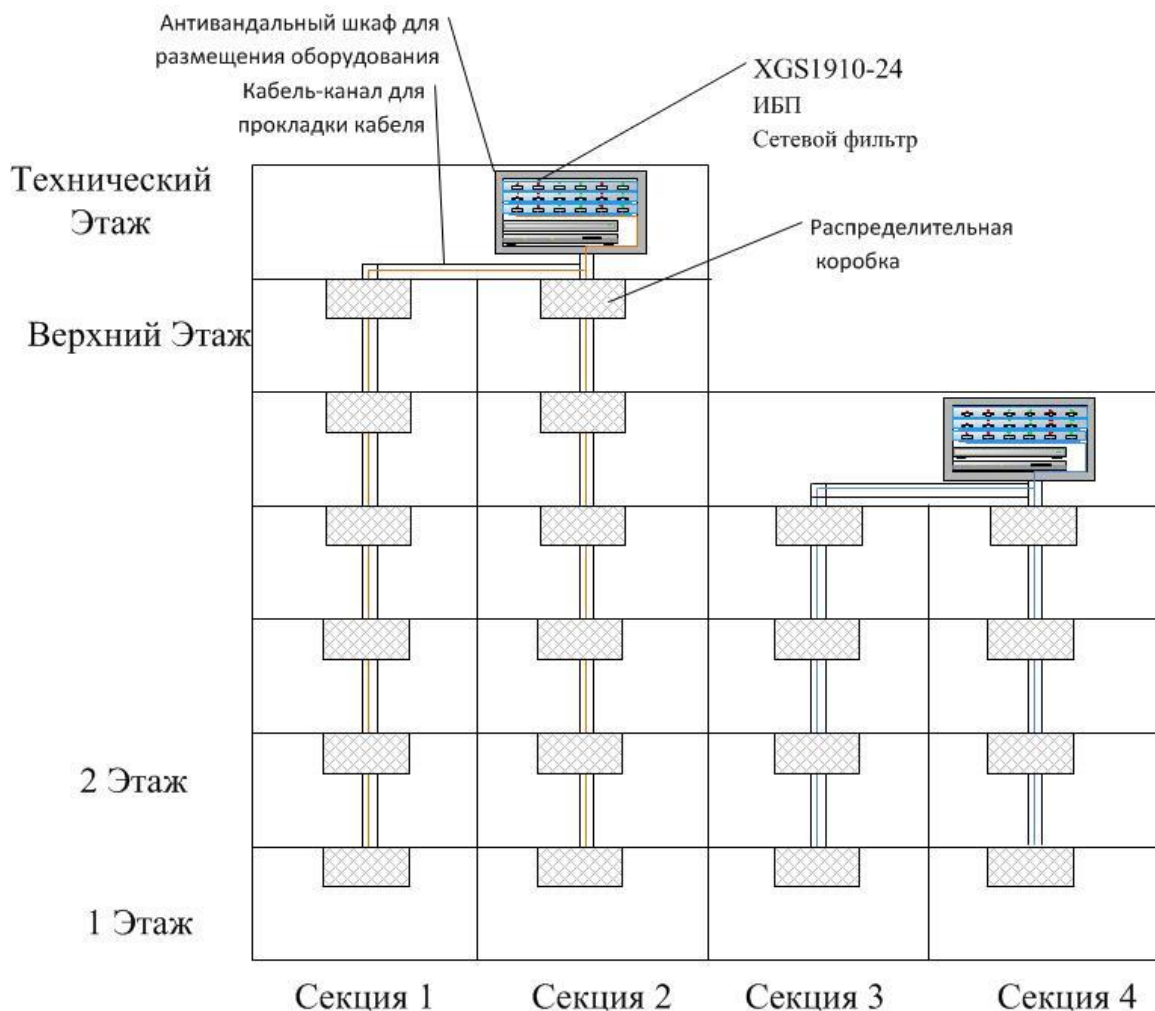 Антивандальный шкаф для
размещения оборудования
Кабель-канал для
прокладки кабеля
XGS1910-24
ИБП
Сетевой фильтр
Технический
Этаж
Распределительная
коробка
Верхний Этаж
2 Этаж
1 Этаж
Секция 1
Секция 2
Секция 3
Секция 4